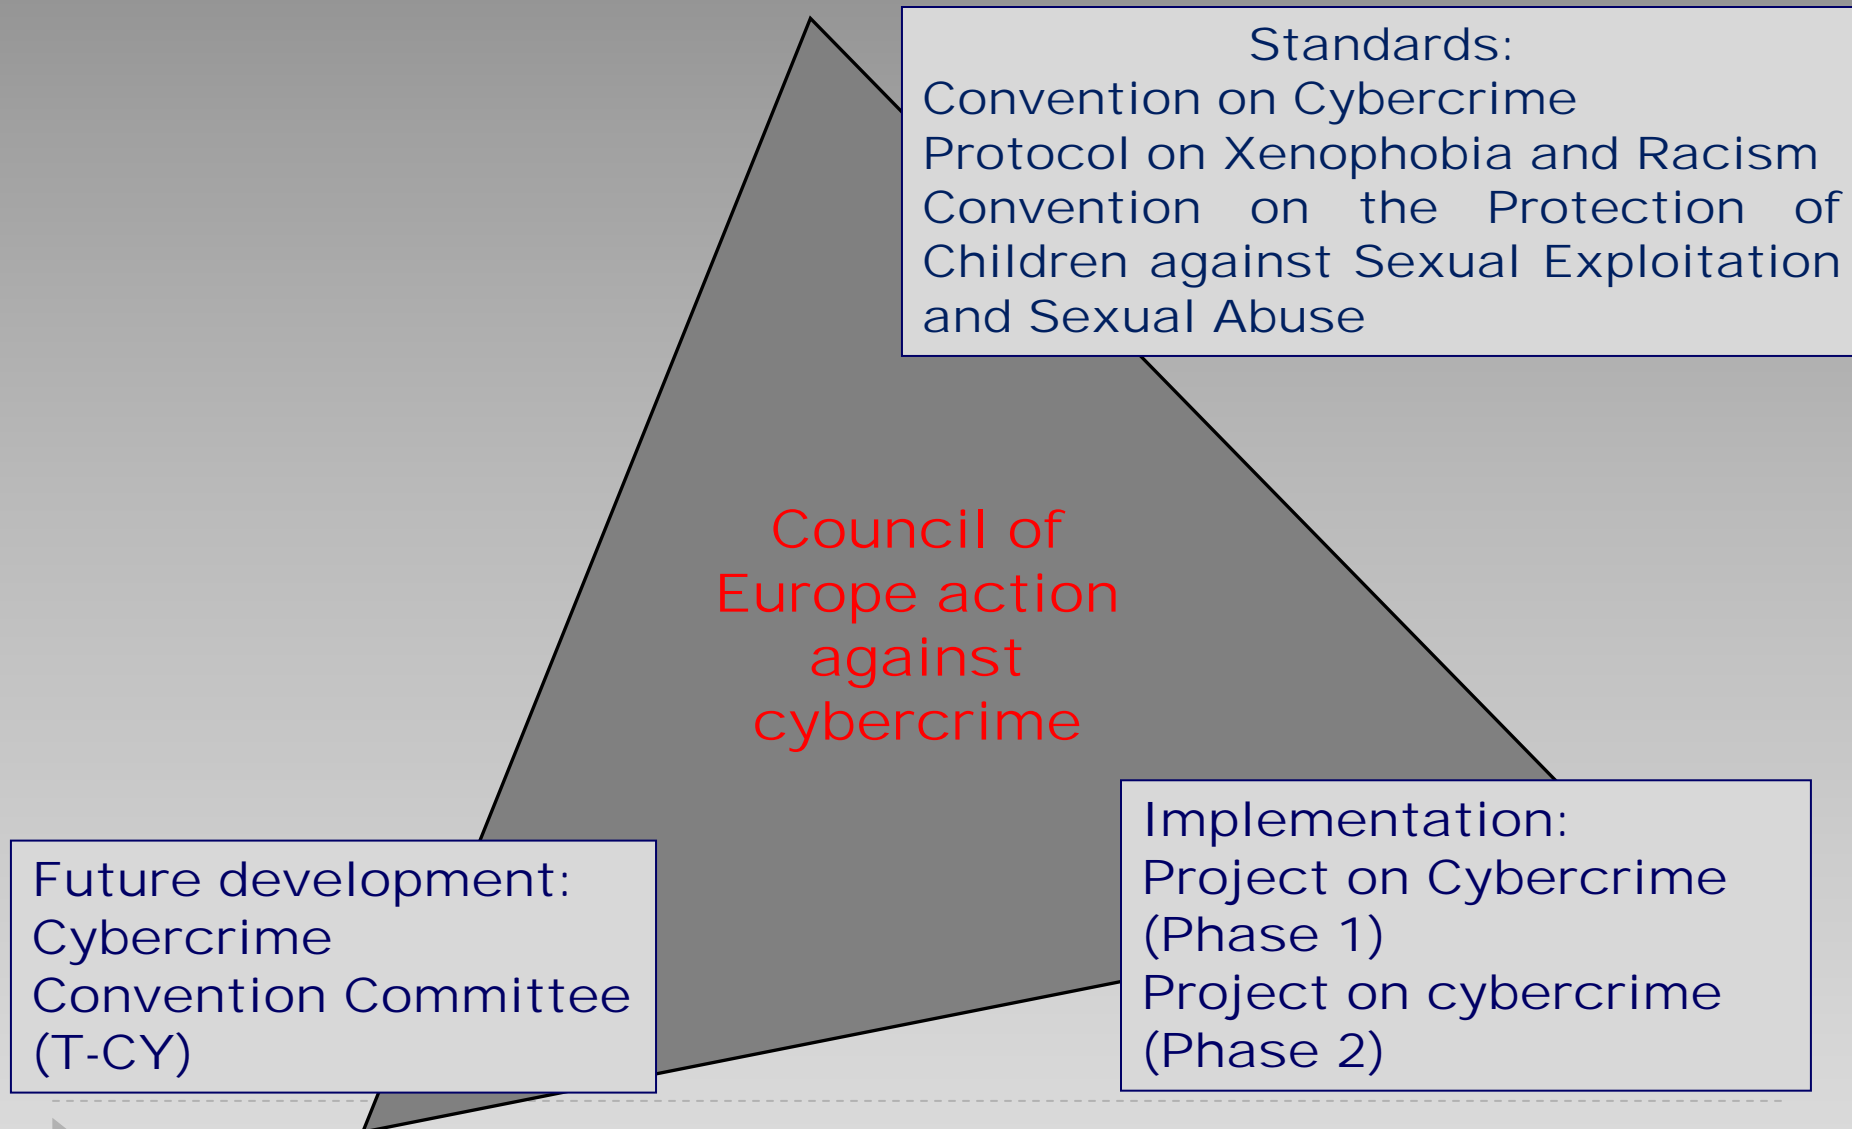 Standards:
Convention on Cybercrime
Protocol on Xenophobia and Racism
Convention on the Protection of
Children against Sexual Exploitation
and Sexual Abuse
Council of
Europe action
against
cybercrime
Implementation:
Project on Cybercrime
(Phase 1)
Project on cybercrime
(Phase 2)
Future development:
Cybercrime
Convention Committee
(T-CY)